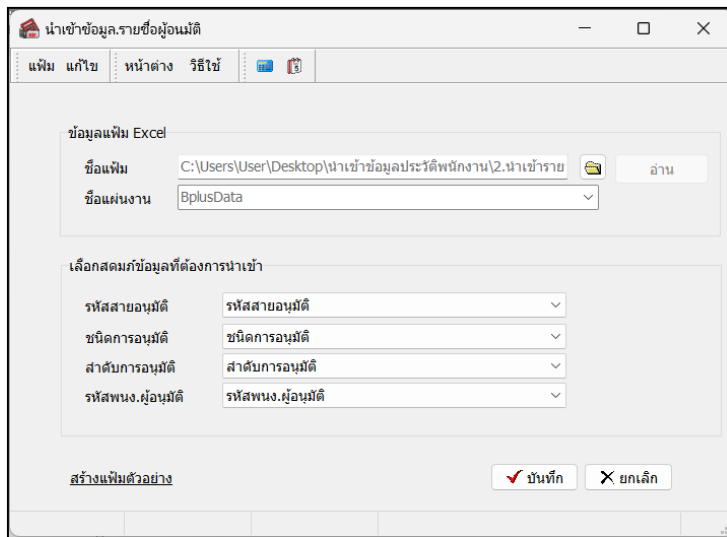 นำเข้าข้อมูล.รายชื่อผู้อนมัติ
แฟ้ม แก้ไข หน้าต่าง วิธีใช้
ข้อมูลแฟ้ม Excel
ชื่อแฟ้ม C:\Users\User\Desktop\นำเข้าข้อมูลประวัติพนักงาน\2.นำเข้าราย อ่าน
ชื่อแผ่นงาน BplusData
เลือกสดมภ์ข้อมูลที่ต้องการนำเข้า
รหัสสายอนุมัติ รหัสสายอนุมัติ
ชนิดการอนุมัติ ชนิดการอนุมัติ
ลำดับการอนุมัติ ลำดับการอนุมัติ
รหัสพนง.ผู้อนุมัติ รหัสพนง.ผู้อนุมัติ
สร้างแฟ้มตัวอย่าง บันทึก ยกเลิก